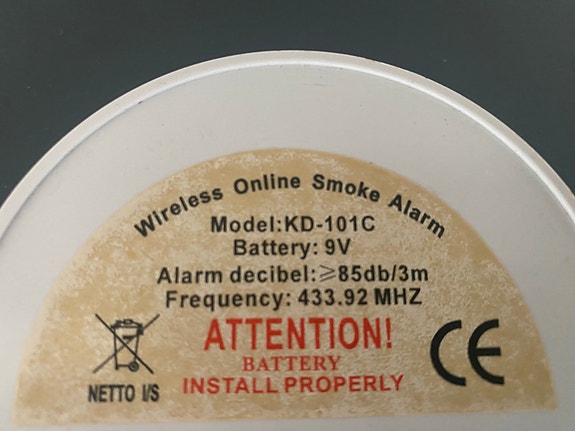 Wireless Online Smoke Alarm
Model:KD-101C
Battery: 9V
Alarm decibel:⩾85db/3m
Frequency: 433.92 MHZ
ATTENTION!
BATTERY
INSTALL PROPERLY
NETTO I/S
CE